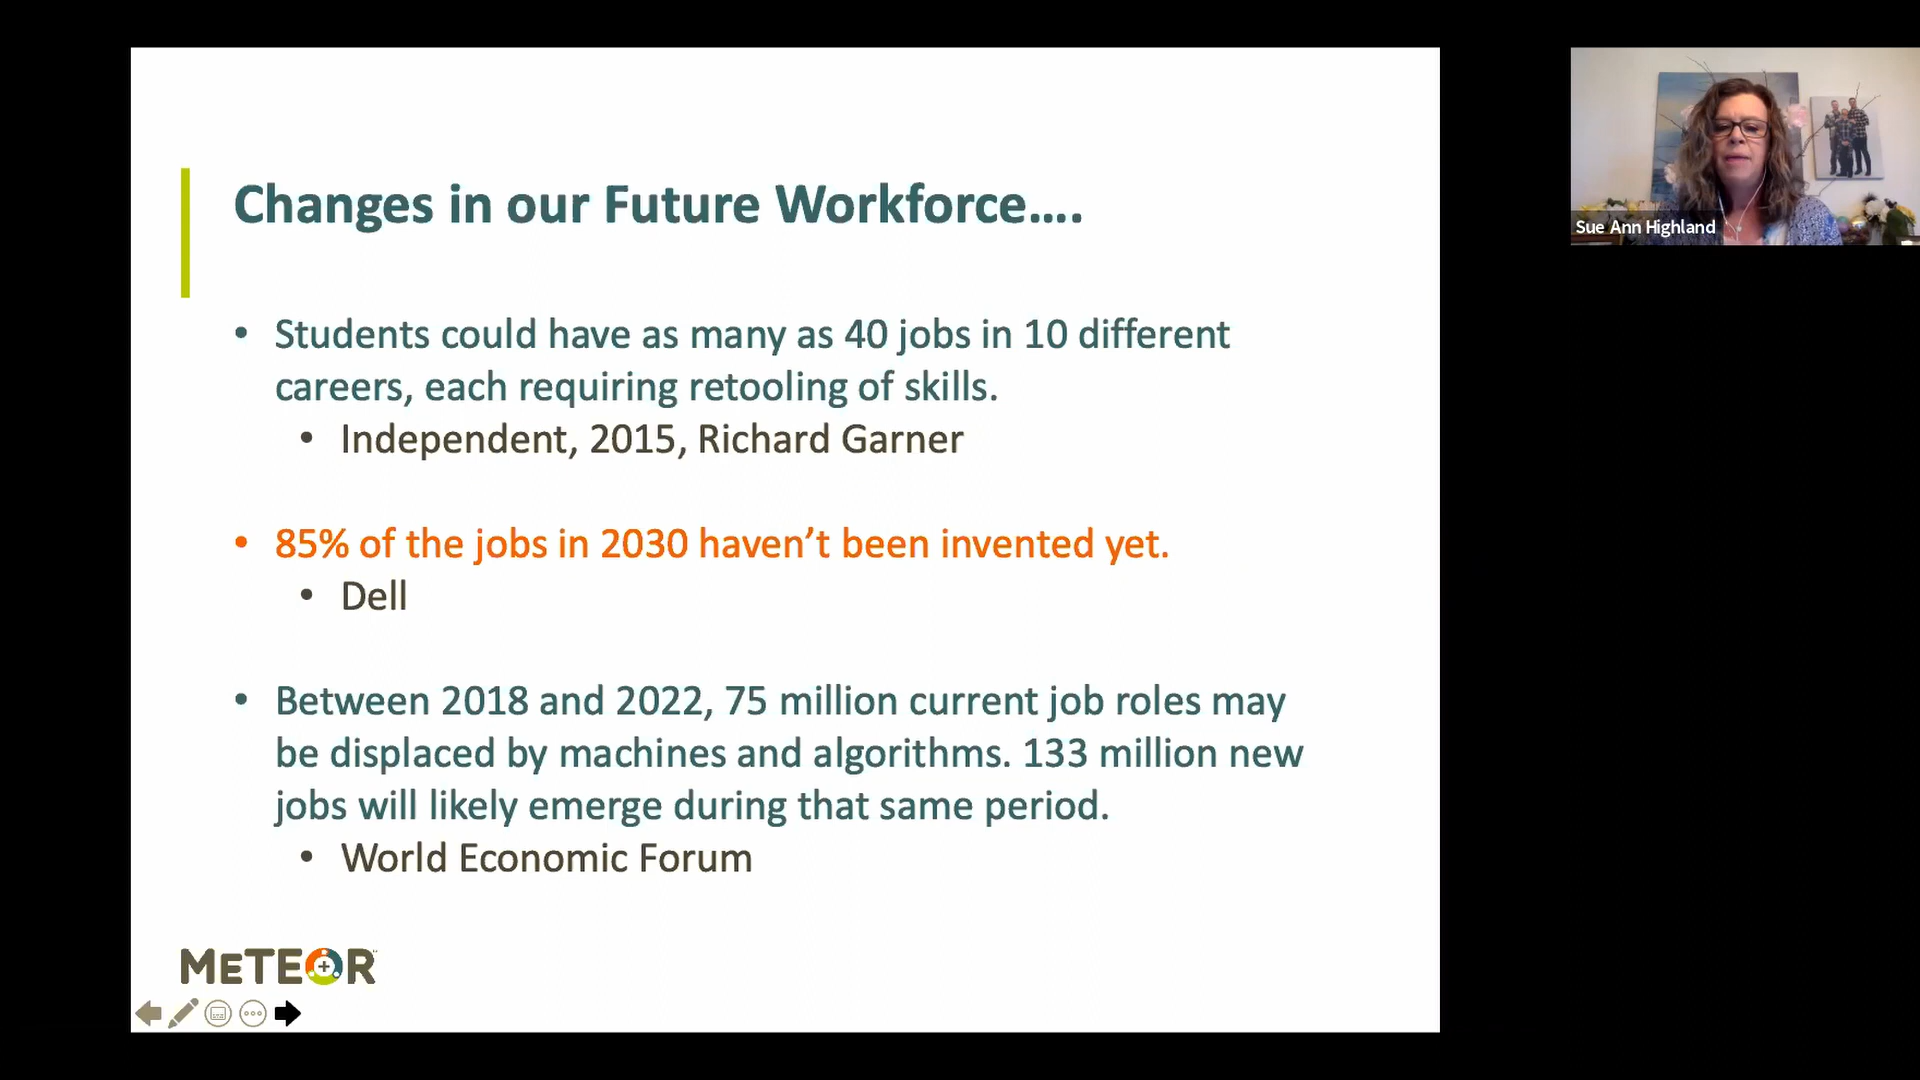 Changes in our Future Workforce....
• Students could have as many as 40 jobs in 10 different
careers, each requiring retooling of skills.
• Independent, 2015, Richard Garner
• 85% of the jobs in 2030 haven’t been invented yet.
• Dell
• Between 2018 and 2022, 75 million current job roles may
be displaced by machines and algorithms. 133 million new
jobs will likely emerge during that same period.
• World Economic Forum
METEOR
Sue Ann Highland